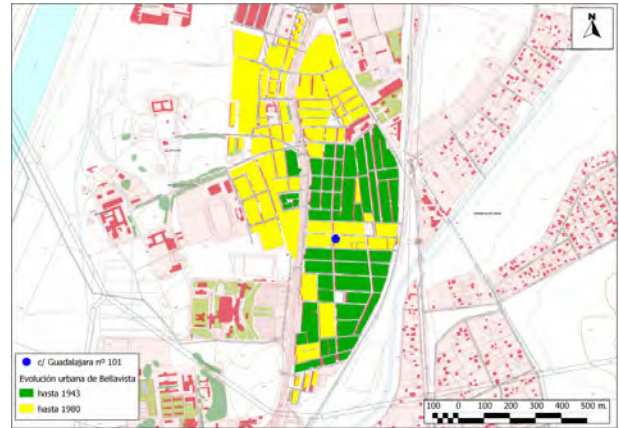 N
c/ Guadalajara nº 101
Evolución urbana de Bellavista
hasta 1943
hasta 1980
100 0 100 200 300 400 500 m.